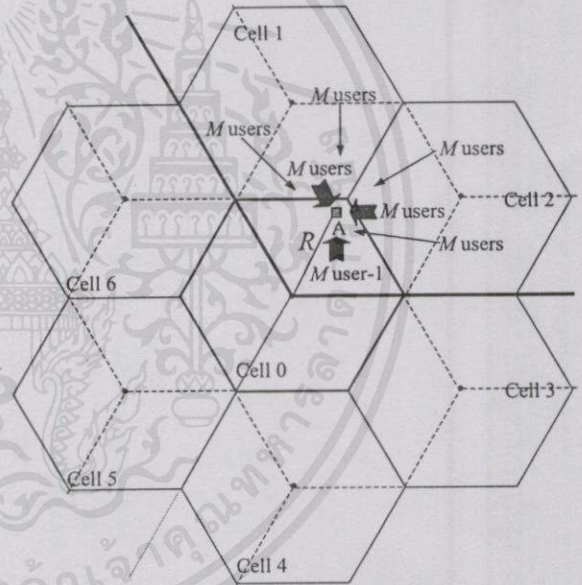 Cell 1
M users
M users
M users
M users
Cell 2
M users
A
R
M users
M user-1
Cell 6
Cell 0
Cell 3
Cell 5
Cell 4